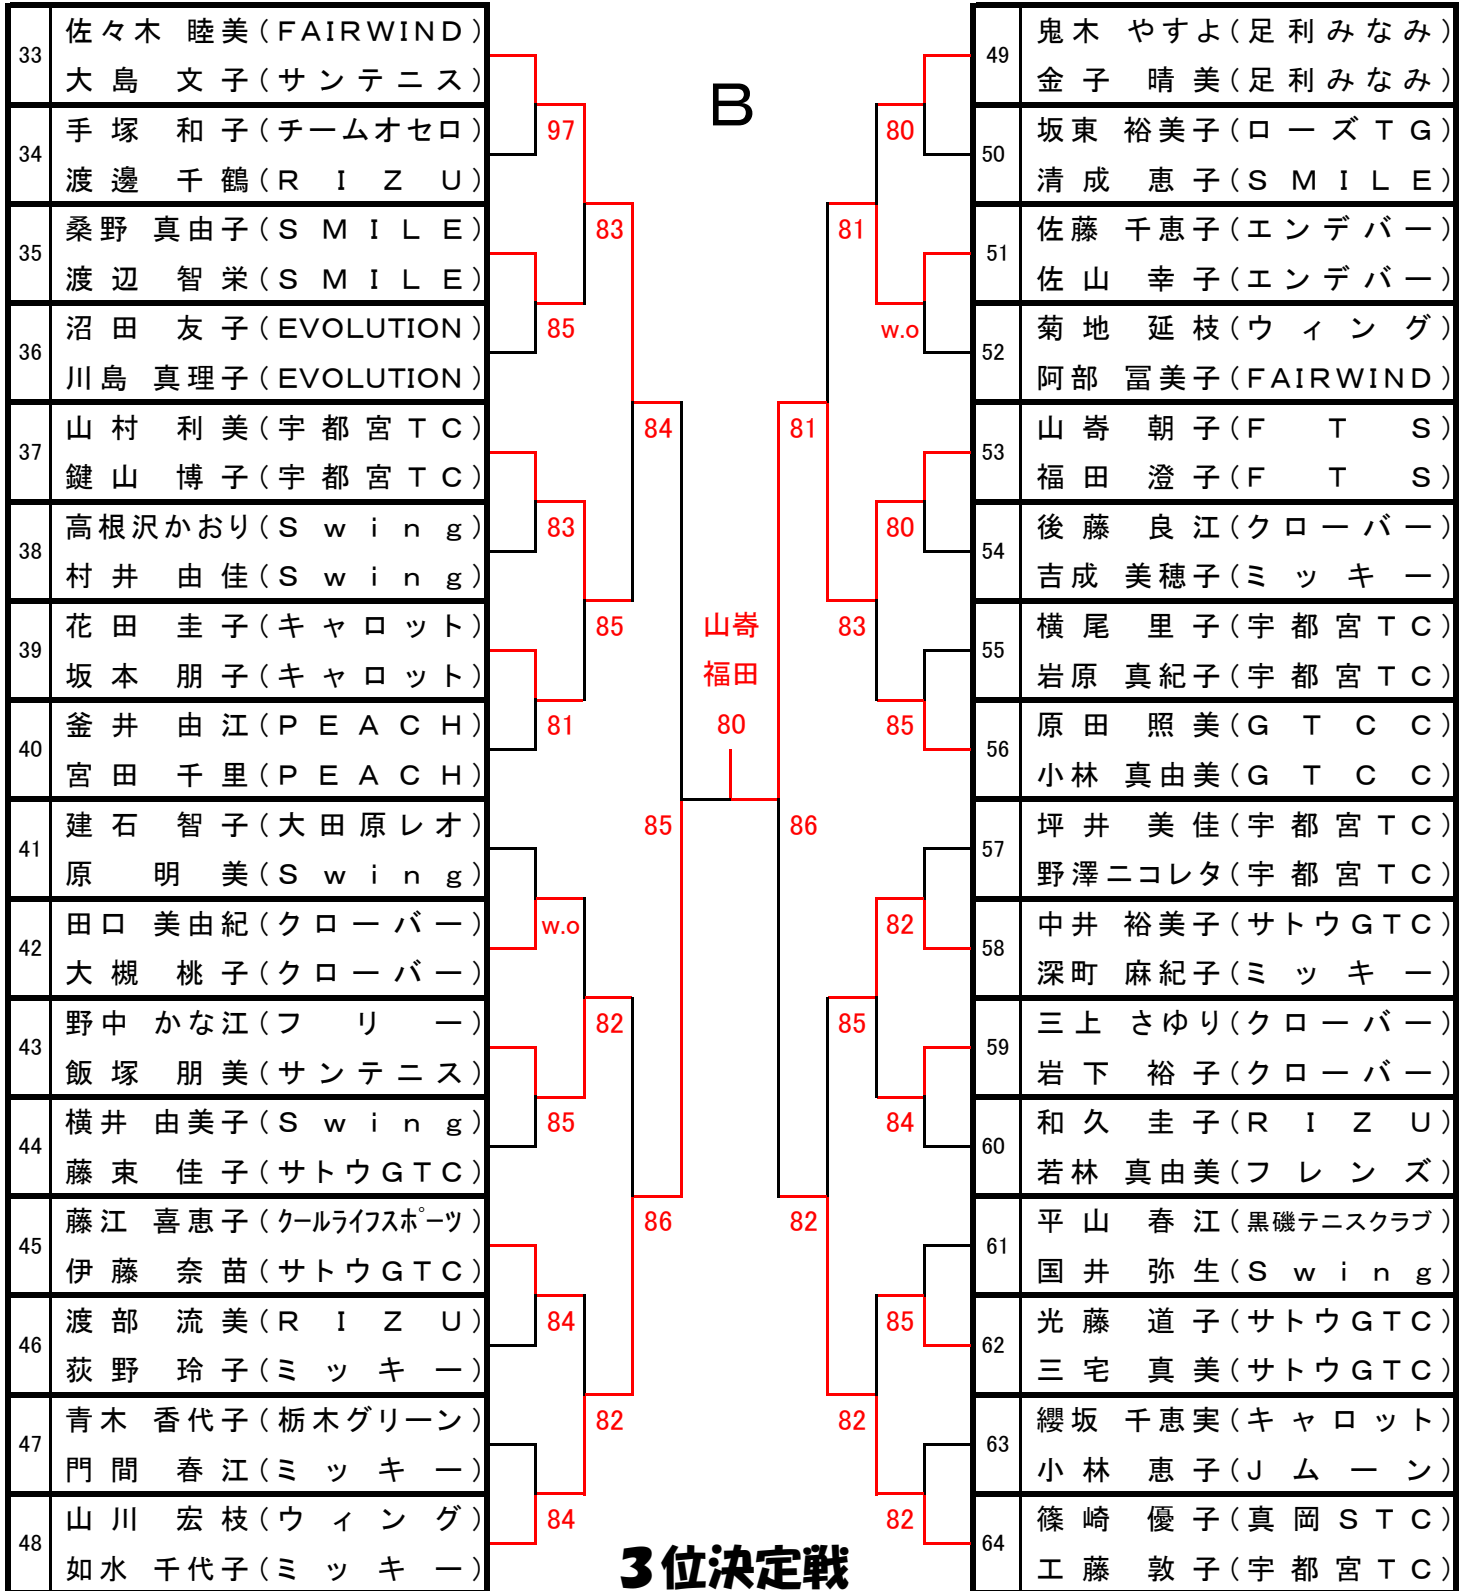 B
33
佐々木 睦美(FAIRWIND)
大島 文子(サンテニス)
34
手塚 和子(チームオセロ)
渡邊 千鶴(RIZU)
35
桑野 真由子(SMILE)
渡辺 智栄(SMILE)
36
沼田 友子(EVOLUTION)
川島 真理子(EVOLUTION)
37
山村 利美(宇都宮TC)
鍵山 博子(宇都宮TC)
38
高根沢かおり(Swing)
村井 由佳(Swing)
39
花田 圭子(キャロット)
坂本 朋子(キャロット)
40
釜井 由江(PEACH)
宮田 千里(PEACH)
41
建石 智子(大田原レオ)
原 明美(Swing)
42
田口 美由紀(クローバー)
大槻 桃子(クローバー)
43
野中 かな江(フリー)
飯塚 朋美(サンテニス)
44
横井 由美子(Swing)
藤束 佳子(サトウGTC)
45
藤江 喜恵子(クールライフスポーツ)
伊藤 奈苗(サトウGTC)
46
渡部 流美(RIZU)
荻野 玲子(ミッキー)
47
青木 香代子(栃木グリーン)
門間 春江(ミッキー)
48
山川 宏枝(ウィング)
如水 千代子(ミッキー)
97
85
83
81
w.o
85
84
84
83
85
82
82
84
86
85
山嵜
福田
80
81
86
81
83
85
82
82
80
w.o
80
85
82
84
85
82
49
鬼木 やすよ(足利みなみ)
金子 晴美(足利みなみ)
50
坂東 裕美子(ローズTG)
清成 恵子(SMILE)
51
佐藤 千恵子(エンデバー)
佐山 幸子(エンデバー)
52
菊地 延枝(ウィング)
阿部 冨美子(FAIRWIND)
53
山嵜 朝子(FTS)
福田 澄子(FTS)
54
後藤 良江(クローバー)
吉成 美穂子(ミッキー)
55
横尾 里子(宇都宮TC)
岩原 真紀子(宇都宮TC)
56
原田 照美(GTCC)
小林 真由美(GTCC)
57
坪井 美佳(宇都宮TC)
野澤ニコレタ(宇都宮TC)
58
中井 裕美子(サトウGTC)
深町 麻紀子(ミッキー)
59
三上 さゆり(クローバー)
岩下 裕子(クローバー)
60
和久 圭子(RIZU)
若林 真由美(フレンズ)
61
平山 春江(黒磯テニスクラブ)
国井 弥生(Swing)
62
光藤 道子(サトウGTC)
三宅 真美(サトウGTC)
63
纓坂 千恵実(キャロット)
小林 恵子(Jムーン)
64
篠崎 優子(真岡STC)
工藤 敦子(宇都宮TC)
3位決定戦